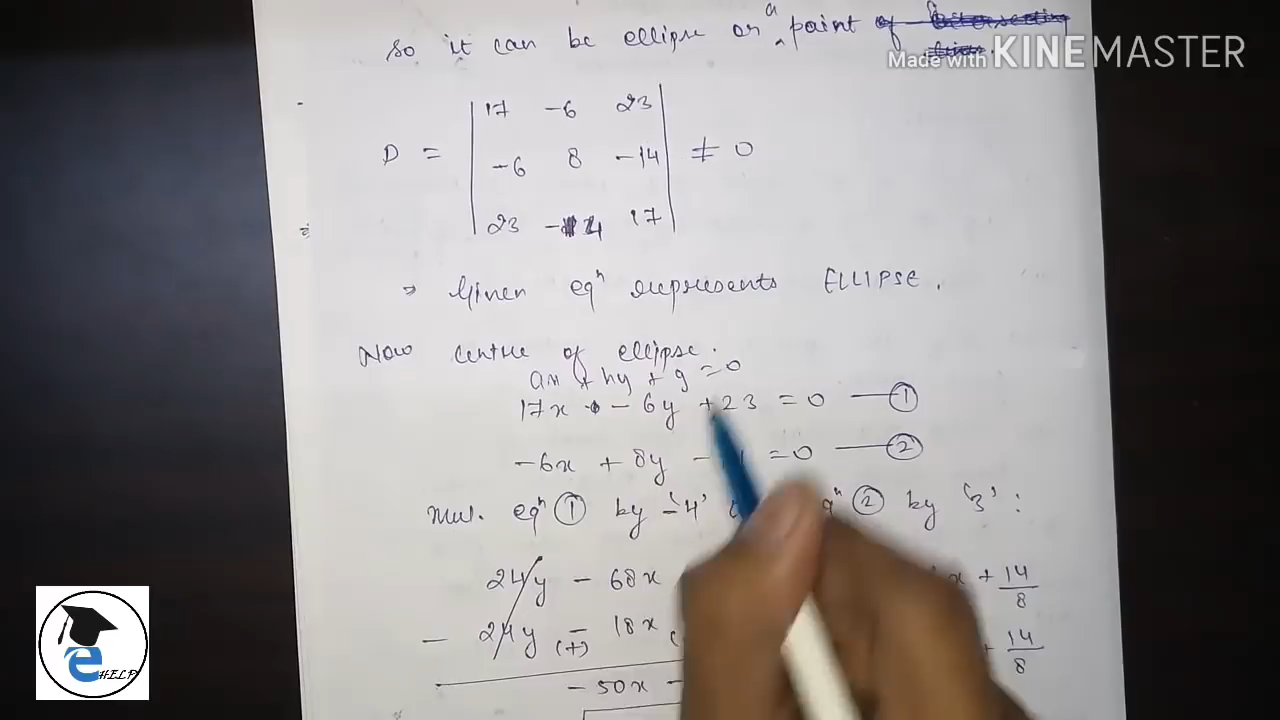 so it can be ellipse or a point of
Made with KINEMASTER
D = | 17 -6 23 |
| -6 8 -14 | ≠ 0
| 23 -14 17 |
⇒ Given eqⁿ represents ELLIPSE.
Now centre of ellipse.
ax + hy + g = 0
17x - 6y + 23 = 0 — ①
-6x + 8y - = 0 — ②
Mul. eqⁿ ① by -'4' ⁿ ② by '3' :
24y - 68x x + 14/8
- 24y - 18x + 14/8
(+) (
- 50x -
e HELP